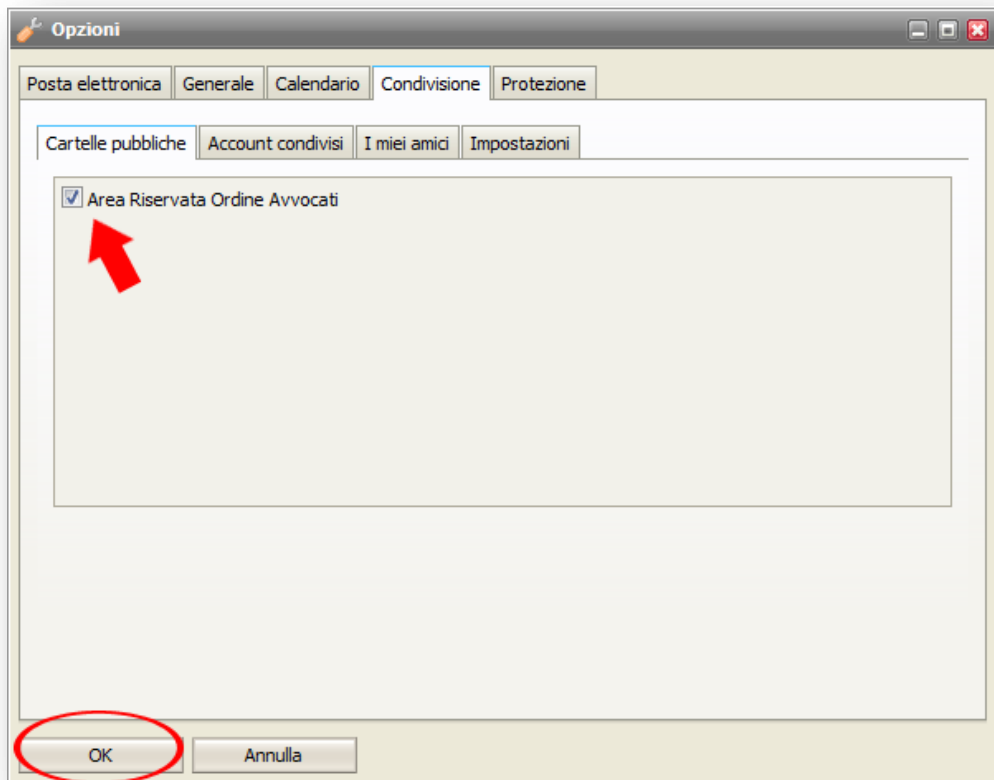 Opzioni
Posta elettronica Generale Calendario Condivisione Protezione
Cartelle pubbliche Account condivisi I miei amici Impostazioni
Area Riservata Ordine Avvocati
OK Annulla